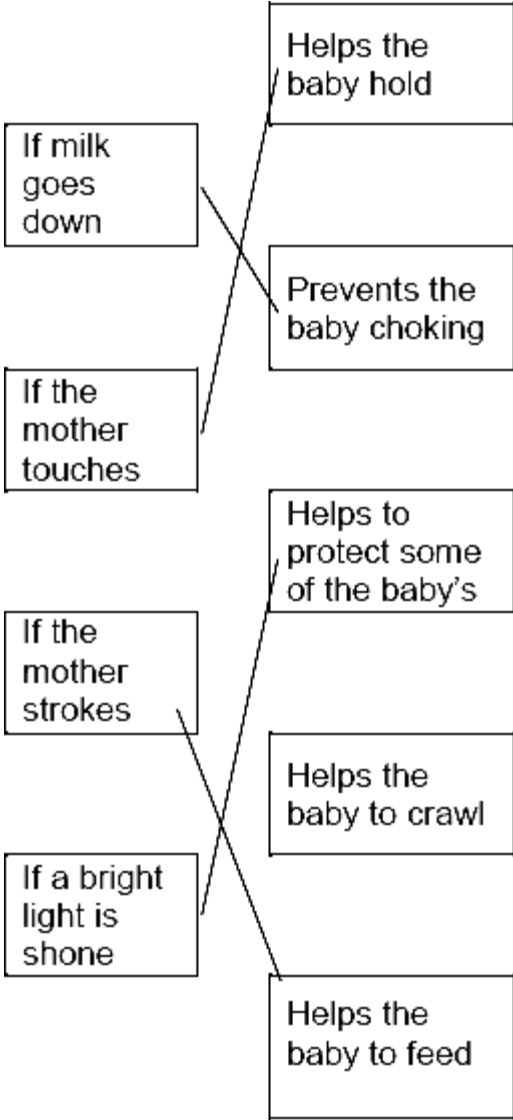 Helps the
baby hold
If milk
goes
down
Prevents the
baby choking
If the
mother
touches
Helps to
protect some
of the baby's
If the
mother
strokes
Helps the
baby to crawl
If a bright
light is
shone
Helps the
baby to feed